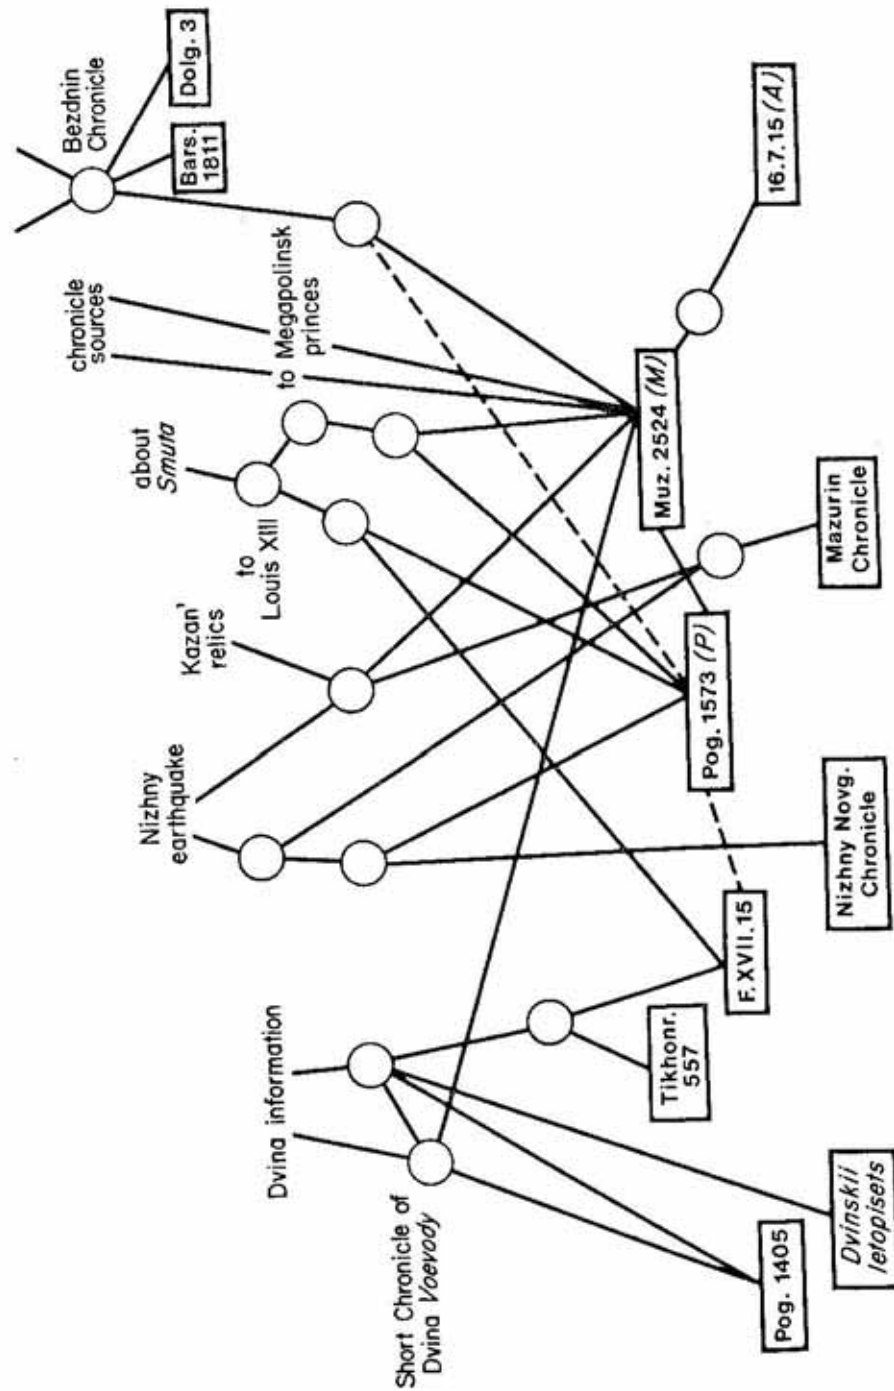 Dvina information
Short Chronicle of
Dvina Voevody
Pog. 1405
Dvinskii
letopisets
Tikhonr.
557
F. XVII. 15
Nizhny
earthquake
Nizhny Novg.
Chronicle
Kazan'
relics
Pog. 1573 (P)
to
Louis XIII
about
Smuta
to Megapolinsk
princes
Mazurin
Chronicle
chronicle
sources
Muz. 2524 (M)
Bezdnin
Chronicle
Bars.
1811
Dolg. 3
16.7.15 (A)